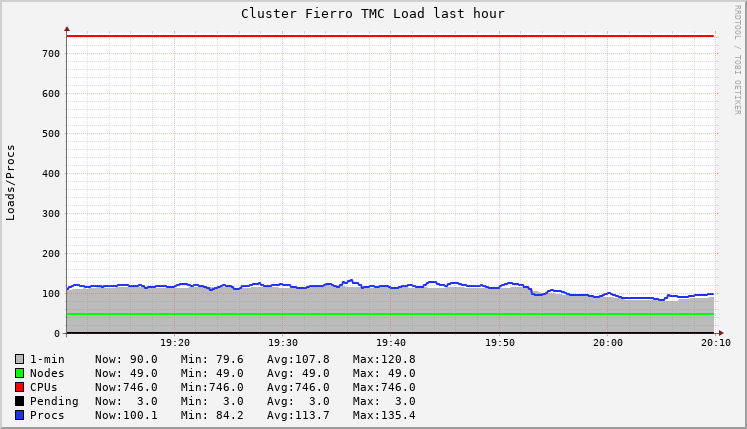 Cluster Fierro TMC Load last hour
RRDTOOL / TOBI OETIKER
Loads/Procs
700
600
500
400
300
200
100
0
19:20 19:30 19:40 19:50 20:00 20:10
1-min Now: 90.0 Min: 79.6 Avg:107.8 Max:120.8
Nodes Now: 49.0 Min: 49.0 Avg: 49.0 Max: 49.0
CPUs Now:746.0 Min:746.0 Avg:746.0 Max:746.0
Pending Now: 3.0 Min: 3.0 Avg: 3.0 Max: 3.0
Procs Now:100.1 Min: 84.2 Avg:113.7 Max:135.4